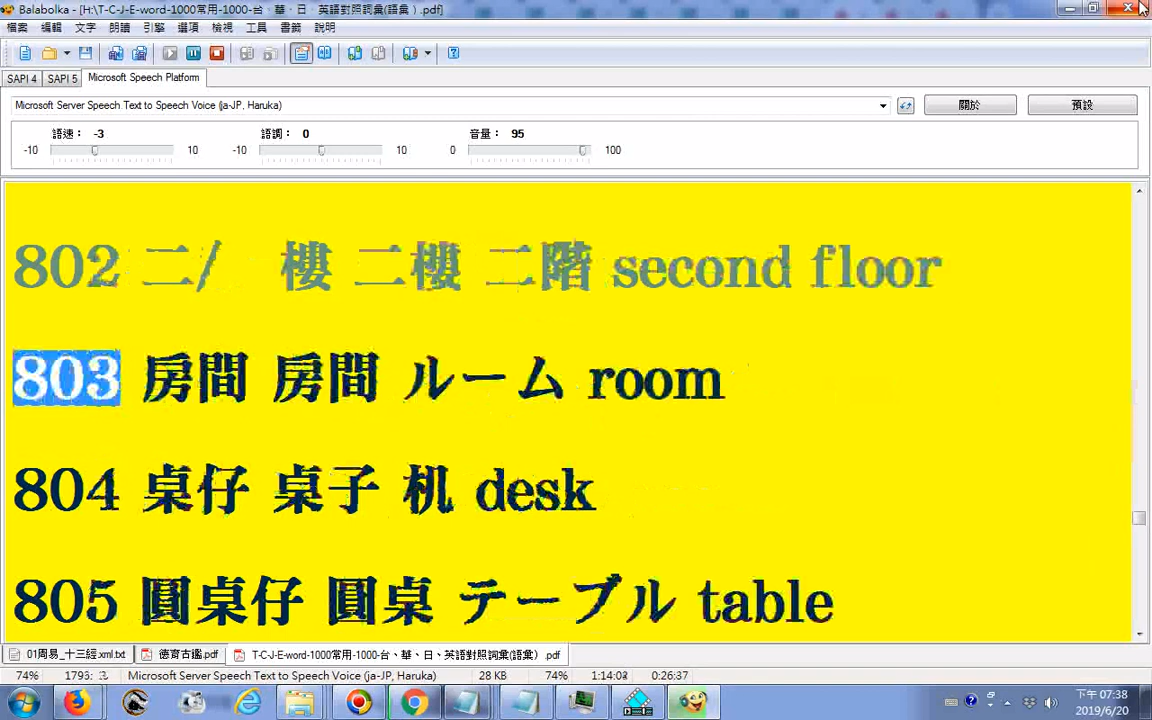 Balabolka - [H:\T-C-J-E-word-1000常用-1000-台、華、日、英語對照詞彙(語彙 ).pdf]
檔案 編輯 文字 朗讀 引擎 選項 檢視 工具 書籤 說明
SAPI 4 SAPI 5 Microsoft Speech Platform
Microsoft Server Speech Text to Speech Voice (ja-JP, Haruka) 關於 預設
語速： -3 語調： 0 音量： 95
-10 10 -10 10 0 100
802 二/ 樓 二樓 二階 second floor
803 房間 房間 ルーム room
804 桌仔 桌子 机 desk
805 圓桌仔 圓桌 テーブル table
01周易_十三經.xml.txt 德育古鑑.pdf T-C-J-E-word-1000常用-1000-台、華、日、英語對照詞彙(語彙 ) .pdf
74% 1793: Microsoft Server Speech Text to Speech Voice (ja-JP, Haruka) 28 KB 74% 1:14:02 0:26:37
下午 07:38
2019/6/20